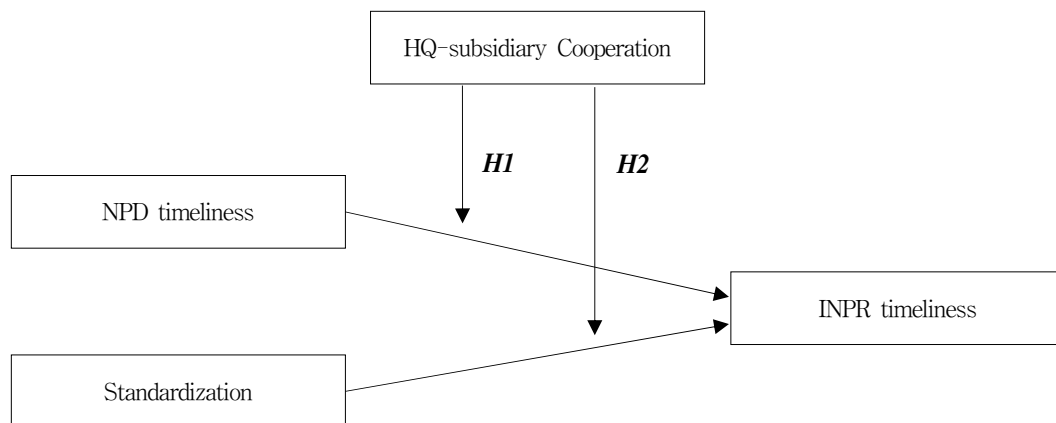 HQ-subsidiary Cooperation
H1
H2
NPD timeliness
INPR timeliness
Standardization